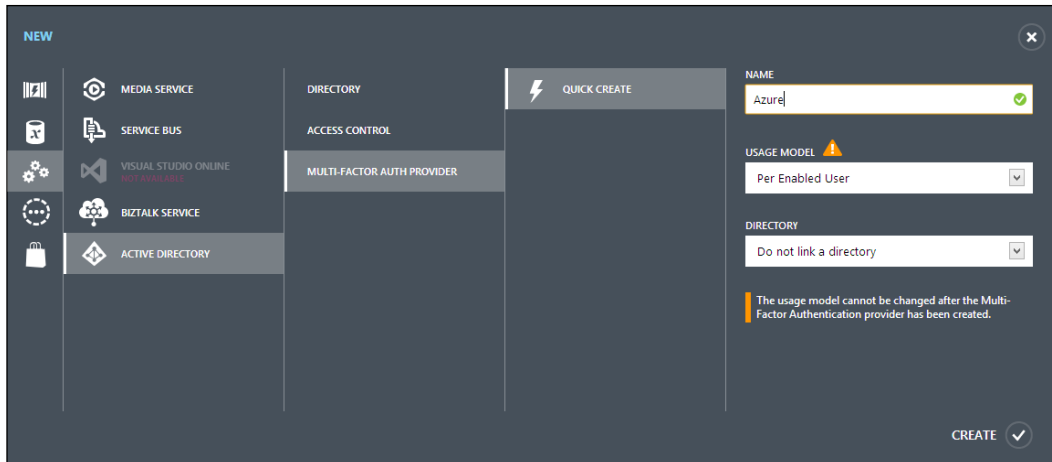 NEW
MEDIA SERVICE
SERVICE BUS
VISUAL STUDIO ONLINE
NOT AVAILABLE
BIZTALK SERVICE
ACTIVE DIRECTORY
DIRECTORY
ACCESS CONTROL
MULTI-FACTOR AUTH PROVIDER
QUICK CREATE
NAME
Azure
USAGE MODEL
Per Enabled User
DIRECTORY
Do not link a directory
The usage model cannot be changed after the Multi-
Factor Authentication provider has been created.
CREATE